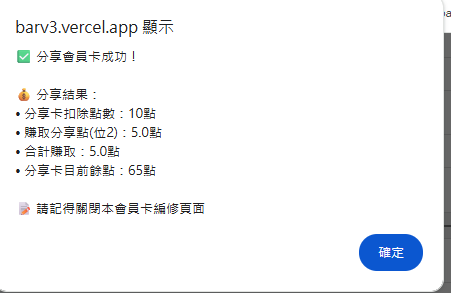 barv3.vercel.app 顯示
✅ 分享會員卡成功！
💰 分享結果：
• 分享卡扣除點數：10點
• 賺取分享點(位2)：5.0點
• 合計賺取：5.0點
• 分享卡目前餘點：65點
📝 請記得關閉本會員卡編修頁面
確定